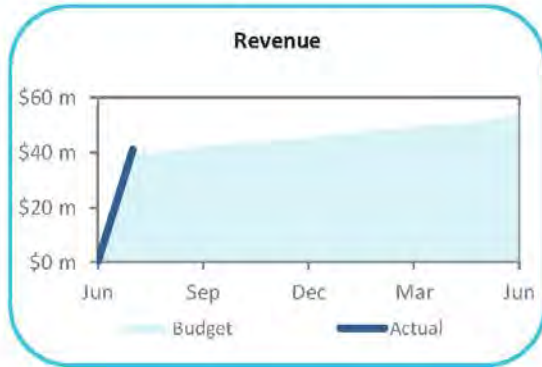 Revenue
$60 m
$40 m
$20 m
$0 m
Jun Sep Dec Mar Jun
Budget Actual